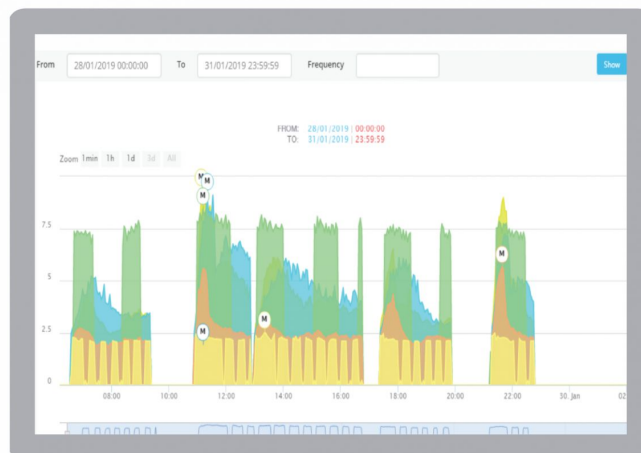 From 28/01/2019 00:00:00 To 31/01/2019 23:59:59 Frequency Show
FROM: 28/01/2019 | 00:00:00
TO: 31/01/2019 | 23:59:59
Zoom 1min 1h 1d 3d All
M M
M
7.5
M
5
M
2.5 M
0
08:00 10:00 12:00 14:00 16:00 18:00 20:00 22:00 30. Jan 02